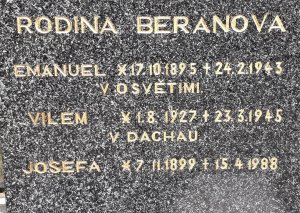 RODINA BERANOVA
EMANUEL * 17.10.1895 + 24.2.1943
V OSVĚTIMI
VILÉM * 1.8.1927 + 23.3.1945
V DACHAU
JOSEFA * 7.11.1899 + 15.4.1988